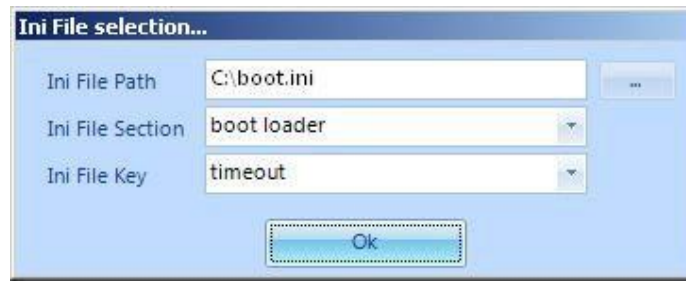 Ini File selection...
Ini File Path C:\boot.ini ...
Ini File Section boot loader
Ini File Key timeout
Ok